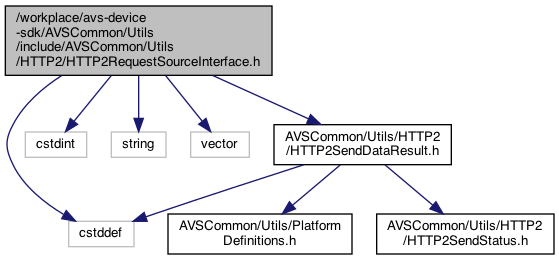 /workplace/avs-device
-sdk/AVSCommon/Utils
/include/AVSCommon/Utils
/HTTP2/HTTP2RequestSourceInterface.h
cstdint
string
vector
AVSCommon/Utils/HTTP2
/HTTP2SendDataResult.h
cstddef
AVSCommon/Utils/Platform
Definitions.h
AVSCommon/Utils/HTTP2
/HTTP2SendStatus.h